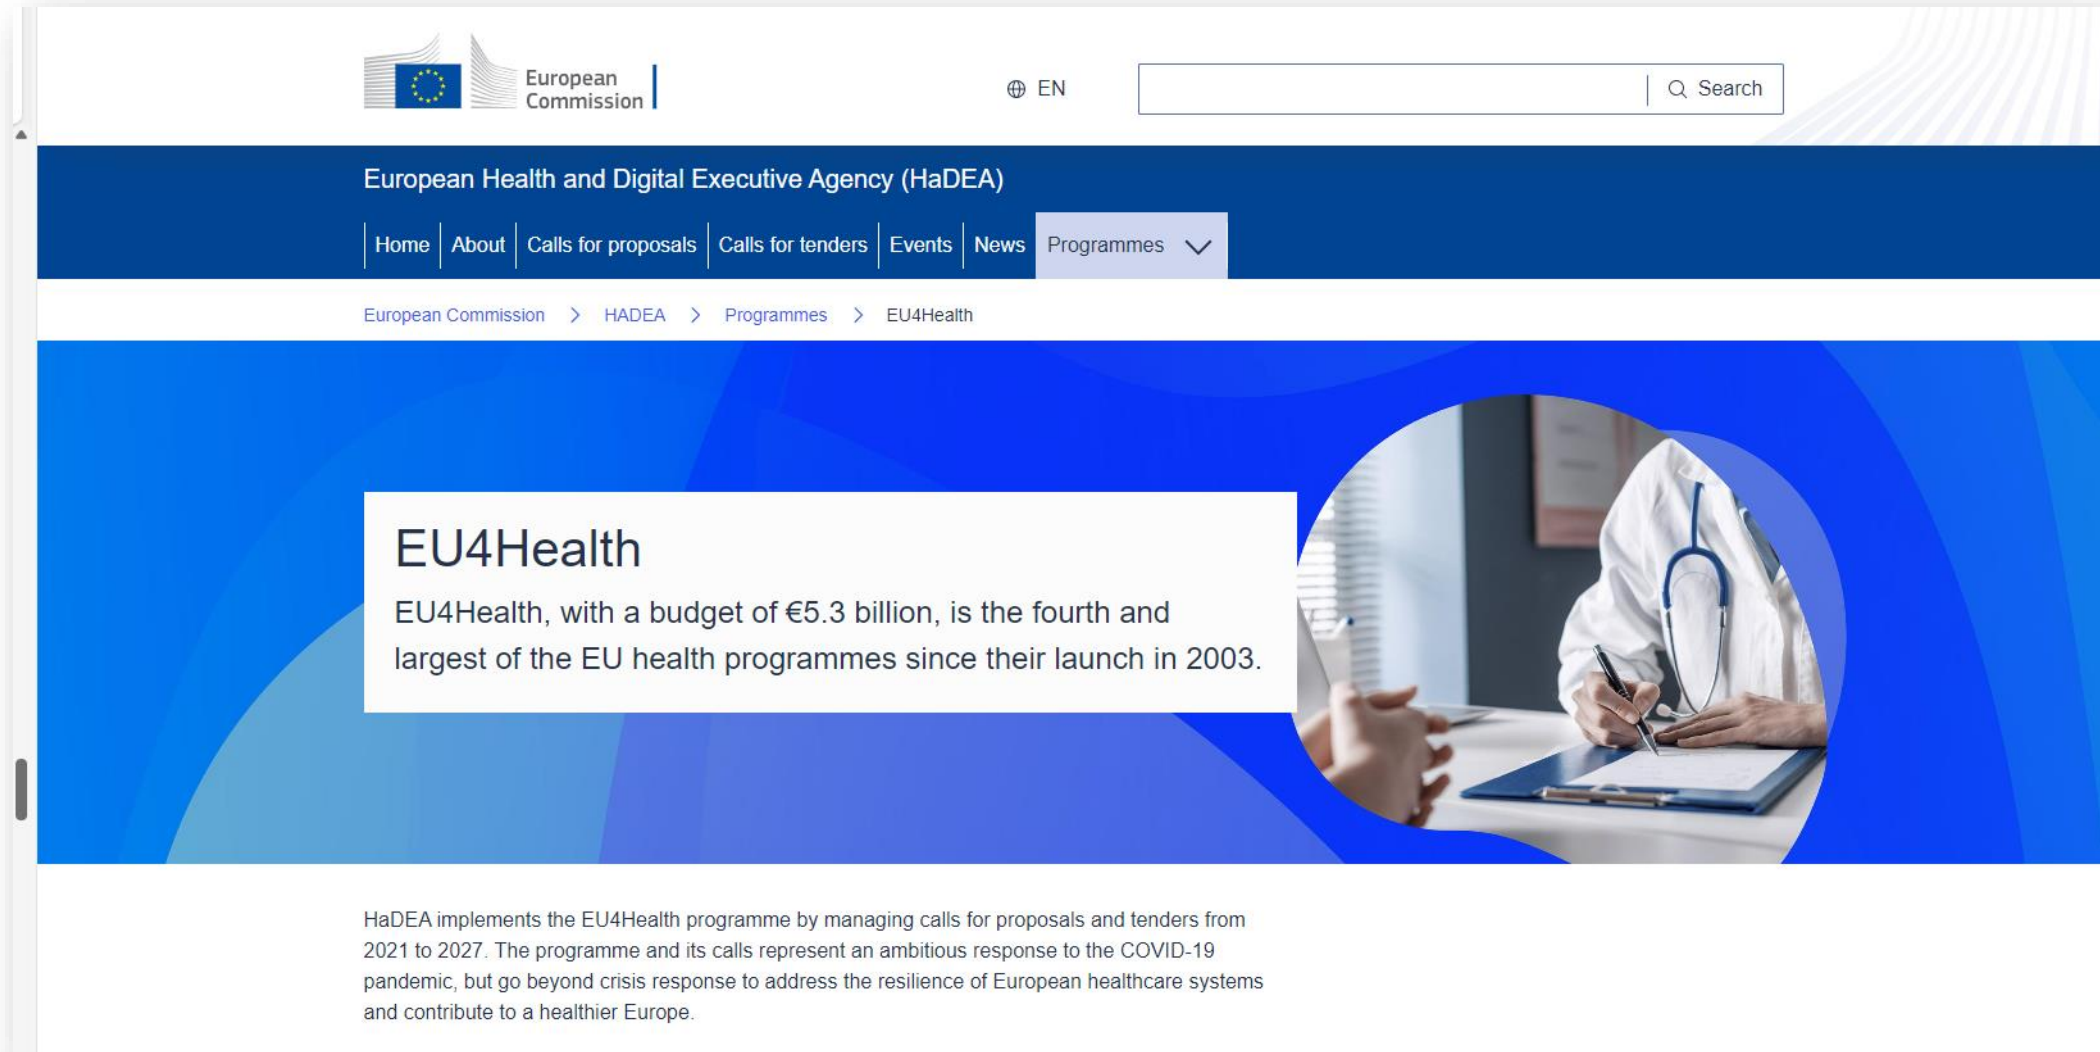 European
Commission
EN
Search
European Health and Digital Executive Agency (HaDEA)
Home
About
Calls for proposals
Calls for tenders
Events
News
Programmes
European Commission > HADEA > Programmes > EU4Health
EU4Health
EU4Health, with a budget of €5.3 billion, is the fourth and
largest of the EU health programmes since their launch in 2003.
HaDEA implements the EU4Health programme by managing calls for proposals and tenders from
2021 to 2027. The programme and its calls represent an ambitious response to the COVID-19
pandemic, but go beyond crisis response to address the resilience of European healthcare systems
and contribute to a healthier Europe.